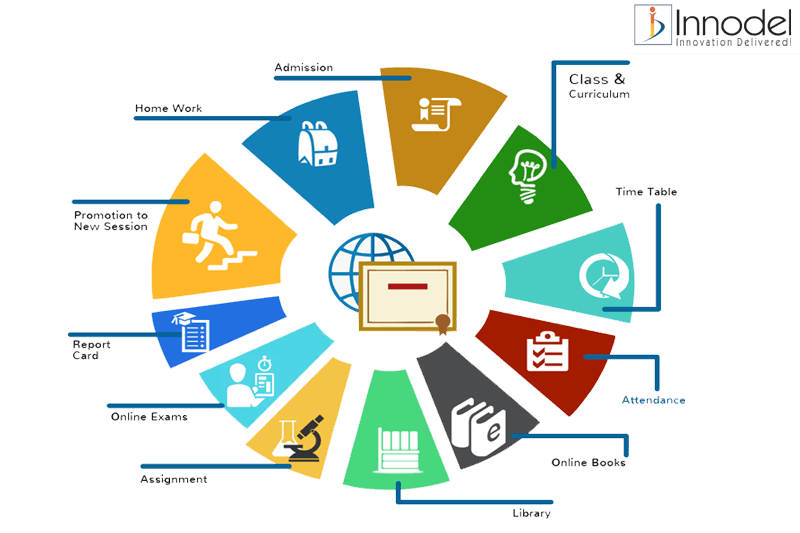 Innodel
Innovation Delivered!
Admission
Class &
Curriculum
Home Work
Time Table
Promotion to
New Session
Report
Card
Attendance
Online Exams
e
Online Books
Assignment
Library